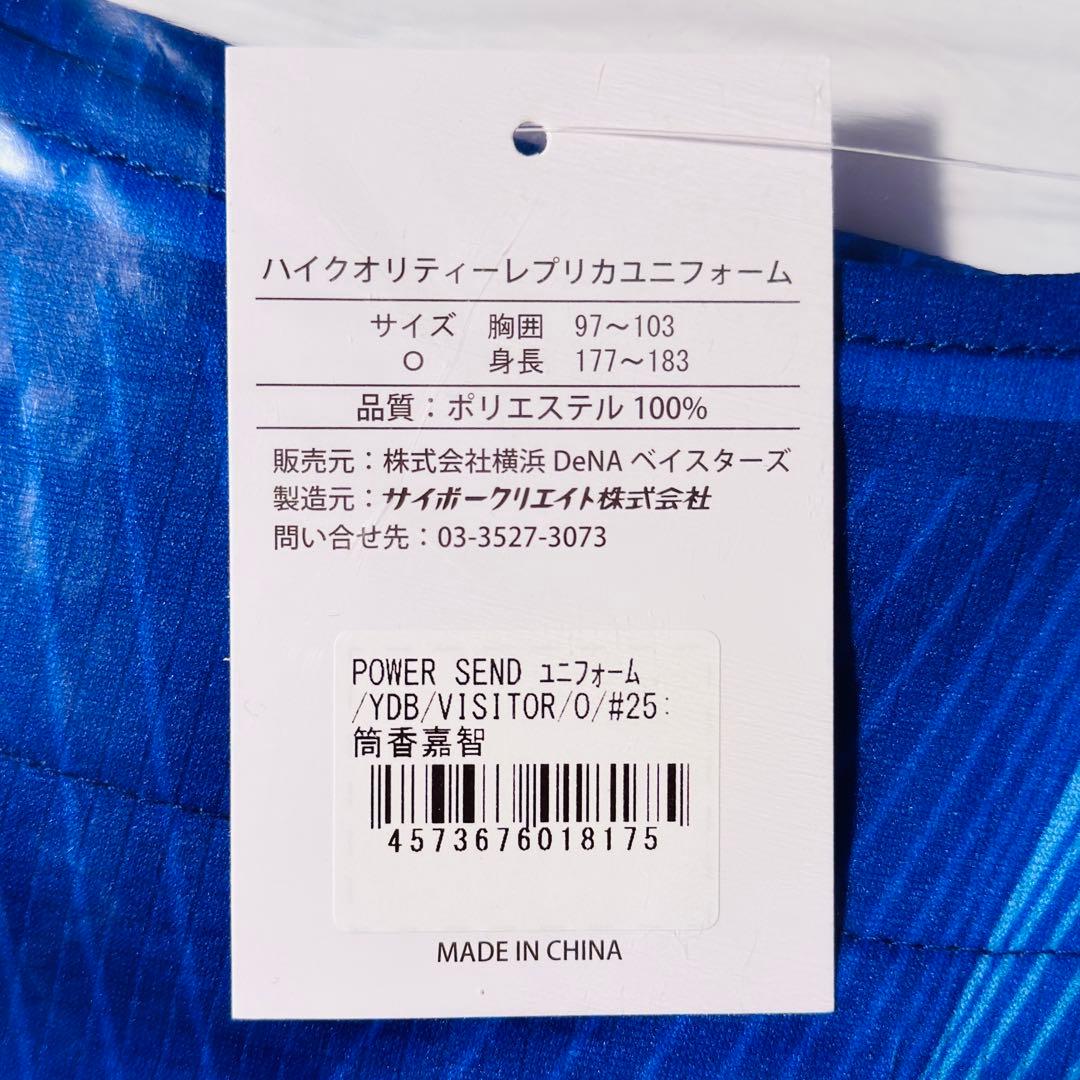 ハイクオリティーレプリカユニフォーム
サイズ 胸囲 97～103
O 身長 177～183
品質：ポリエステル 100%
販売元：株式会社横浜 DeNA ベイスターズ
製造元：サイボークリエイト株式会社
問い合せ先：03-3527-3073
POWER SEND ﾕﾆﾌｫｰﾑ
/YDB/VISITOR/O/#25:
筒香嘉智
4573676018175
MADE IN CHINA